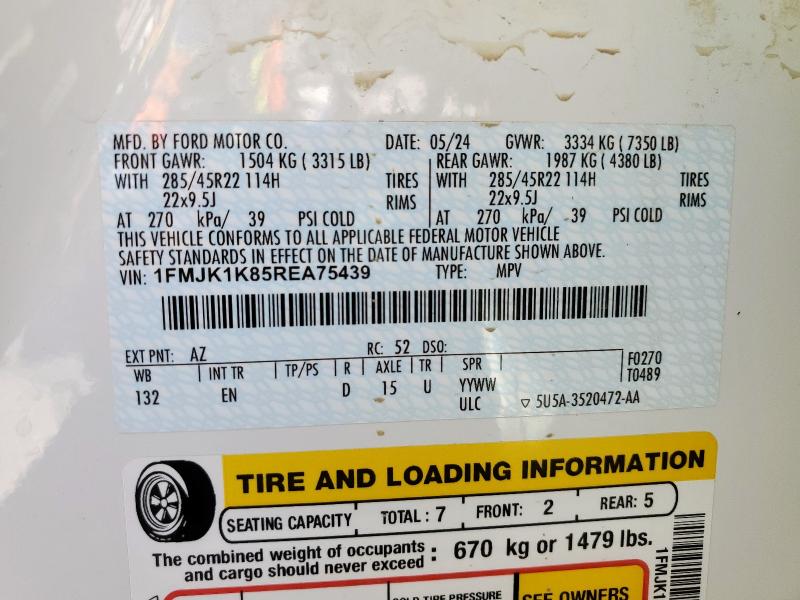 MFD. BY FORD MOTOR CO. DATE: 05/24 GVWR: 3334 KG ( 7350 LB)
FRONT GAWR: 1504 KG ( 3315 LB) REAR GAWR: 1987 KG ( 4380 LB)
WITH 285/45R22 114H TIRES WITH 285/45R22 114H TIRES
22x9.5J RIMS 22x9.5J RIMS
AT 270 kPa/ 39 PSI COLD AT 270 kPa/ 39 PSI COLD
THIS VEHICLE CONFORMS TO ALL APPLICABLE FEDERAL MOTOR VEHICLE
SAFETY STANDARDS IN EFFECT ON THE DATE OF MANUFACTURE SHOWN ABOVE.
VIN: 1FMJK1K85REA75439 TYPE: MPV
EXT PNT: AZ RC: 52 DSO: F0270
WB INT TR TP/PS R AXLE TR SPR T0489
132 EN D 15 U YYWW
ULC 5U5A-3520472-AA
TIRE AND LOADING INFORMATION
SEATING CAPACITY TOTAL : 7 FRONT: 2 REAR: 5
The combined weight of occupants
and cargo should never exceed : 670 kg or 1479 lbs.
COLD TIRE PRESSURE SEE OWNERS
1FMJK1